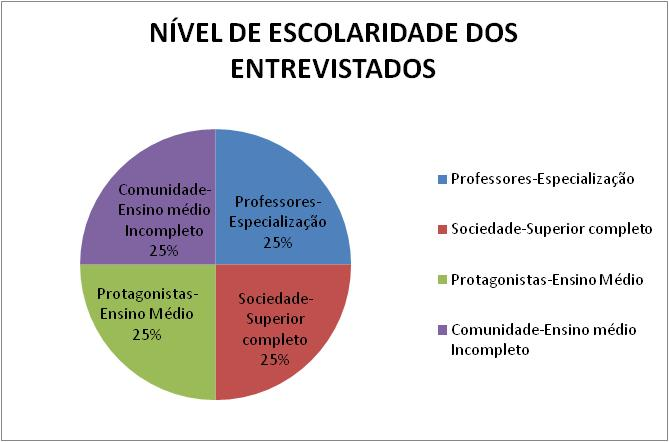 NÍVEL DE ESCOLARIDADE DOS
ENTREVISTADOS
Comunidade-
Ensino médio
Incompleto
25%
Professores-
Especialização
25%
Protagonistas-
Ensino Médio
25%
Sociedade-
Superior
completo
25%
Professores-Especialização
Sociedade-Superior completo
Protagonistas-Ensino Médio
Comunidade-Ensino médio
Incompleto